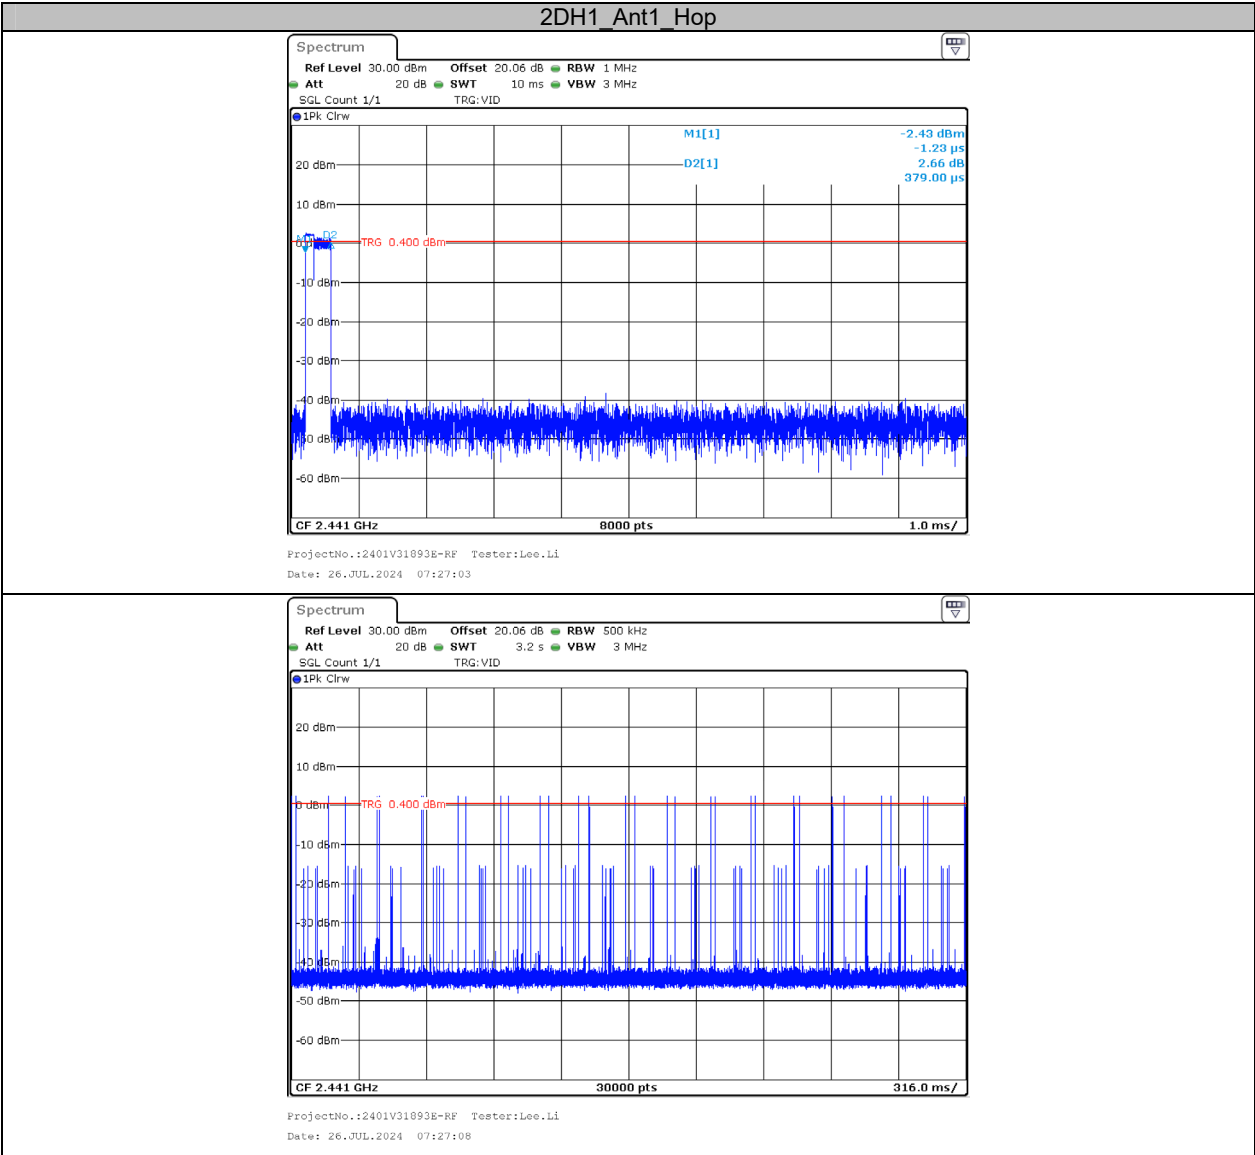 2DH1_Ant1_Hop
Spectrum
Ref Level 30.00 dBm Offset 20.06 dB RBW 1 MHz
Att 20 dB SWT 10 ms VBW 3 MHz
SGL Count 1/1 TRG:VID
1Pk Clrw
M1[1] -2.43 dBm
-1.23 µs
20 dBm D2[1] 2.66 dB
379.00 µs
10 dBm
D2
0 dBm TRG 0.400 dBm
-10 dBm
-20 dBm
-30 dBm
-40 dBm
-50 dBm
-60 dBm
CF 2.441 GHz 8000 pts 1.0 ms/
ProjectNo.:2401V31893E-RF Tester:Lee.Li
Date: 26.JUL.2024 07:27:03
Spectrum
Ref Level 30.00 dBm Offset 20.06 dB RBW 500 kHz
Att 20 dB SWT 3.2 s VBW 3 MHz
SGL Count 1/1 TRG:VID
1Pk Clrw
20 dBm
10 dBm
0 dBm TRG 0.400 dBm
-10 dBm
-20 dBm
-30 dBm
-40 dBm
-50 dBm
-60 dBm
CF 2.441 GHz 30000 pts 316.0 ms/
ProjectNo.:2401V31893E-RF Tester:Lee.Li
Date: 26.JUL.2024 07:27:08